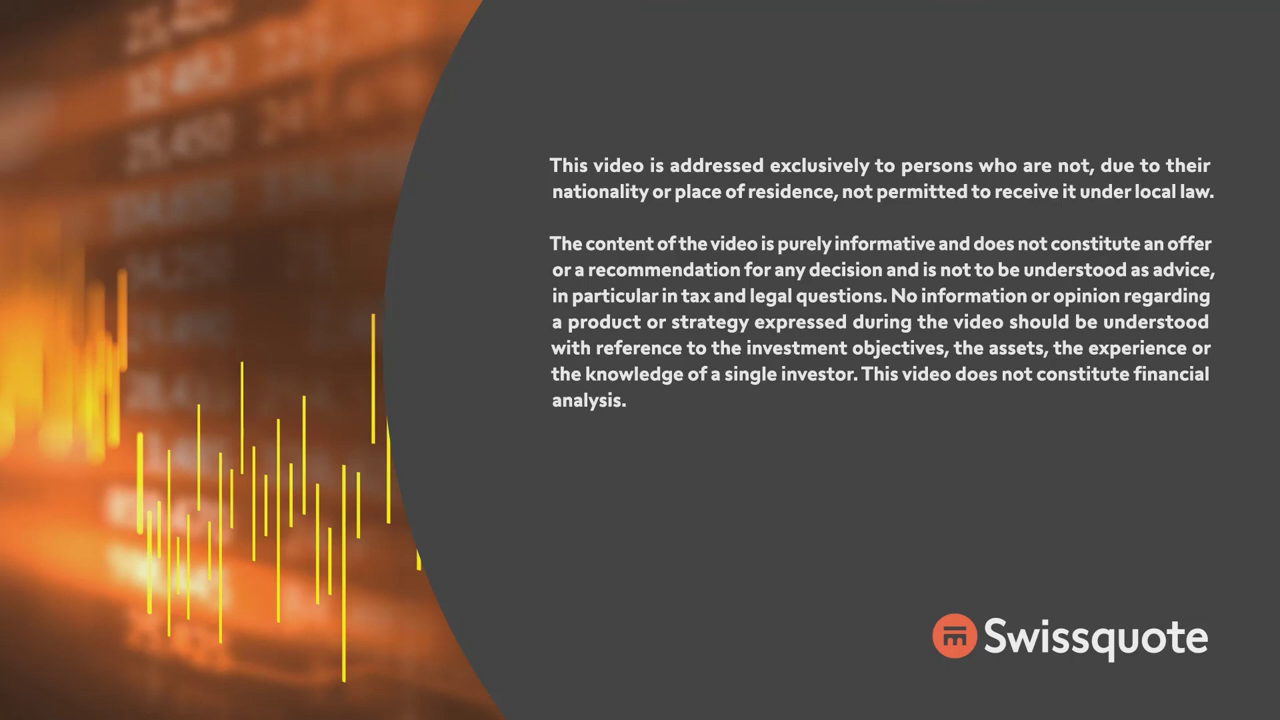 This video is addressed exclusively to persons who are not, due to their
nationality or place of residence, not permitted to receive it under local law.
The content of the video is purely informative and does not constitute an offer
or a recommendation for any decision and is not to be understood as advice,
in particular in tax and legal questions. No information or opinion regarding
a product or strategy expressed during the video should be understood
with reference to the investment objectives, the assets, the experience or
the knowledge of a single investor. This video does not constitute financial
analysis.
Swissquote